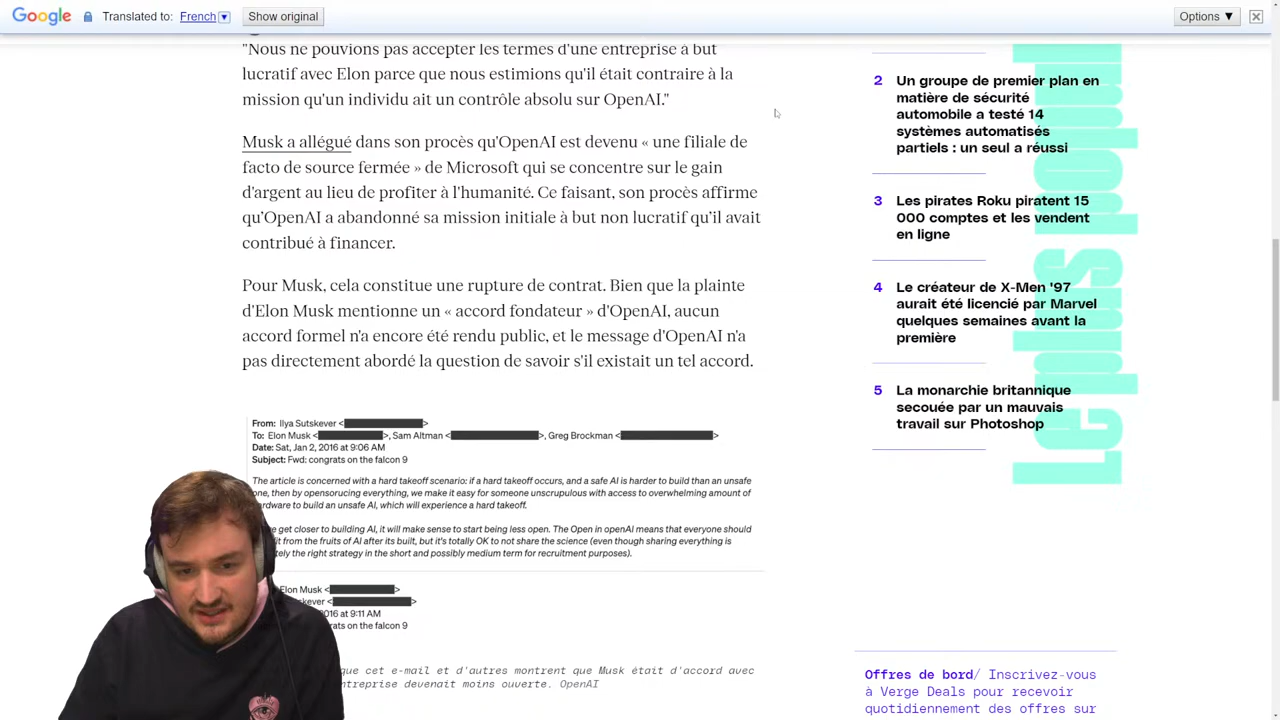 Google Translated to: French ▼ Show original Options ▼
"Nous ne pouvions pas accepter les termes d'une entreprise à but
lucratif avec Elon parce que nous estimions qu'il était contraire à la
mission qu'un individu ait un contrôle absolu sur OpenAI."
Musk a allégué dans son procès qu'OpenAI est devenu « une filiale de
facto de source fermée » de Microsoft qui se concentre sur le gain
d'argent au lieu de profiter à l'humanité. Ce faisant, son procès affirme
qu'OpenAI a abandonné sa mission initiale à but non lucratif qu'il avait
contribué à financer.
Pour Musk, cela constitue une rupture de contrat. Bien que la plainte
d'Elon Musk mentionne un « accord fondateur » d'OpenAI, aucun
accord formel n'a encore été rendu public, et le message d'OpenAI n'a
pas directement abordé la question de savoir s'il existait un tel accord.
From: Ilya Sutskever < >
To: Elon Musk < >, Sam Altman < >, Greg Brockman < >
Date: Sat, Jan 2, 2016 at 9:06 AM
Subject: Fwd: congrats on the falcon 9
The article is concerned with a hard takeoff scenario: if a hard takeoff occurs, and a safe AI is harder to build than an unsafe
one, then by opensorucing everything, we make it easy for someone unscrupulous with access to overwhelming amount of
hardware to build an unsafe AI, which will experience a hard takeoff.
get closer to building AI, it will make sense to start being less open. The Open in openAI means that everyone should
from the fruits of AI after its built, but it's totally OK to not share the science (even though sharing everything is
the right strategy in the short and possibly medium term for recruitment purposes).
Elon Musk < >
< >
2016 at 9:11 AM
on the falcon 9
que cet e-mail et d'autres montrent que Musk était d'accord avec
devenait moins ouverte. OpenAI
2 Un groupe de premier plan en
matière de sécurité
automobile a testé 14
systèmes automatisés
partiels : un seul a réussi
3 Les pirates Roku piratent 15
000 comptes et les vendent
en ligne
4 Le créateur de X-Men '97
aurait été licencié par Marvel
quelques semaines avant la
première
5 La monarchie britannique
secouée par un mauvais
travail sur Photoshop
Offres de bord/ Inscrivez-vous
à Verge Deals pour recevoir
quotidiennement des offres sur